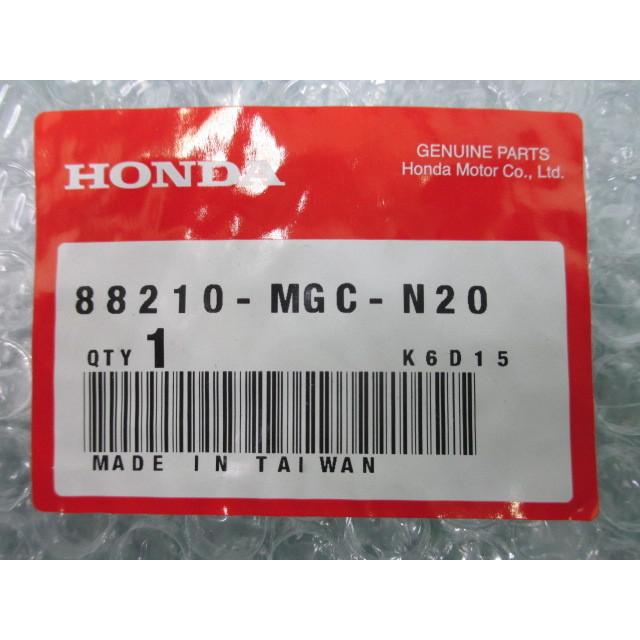 HONDA
GENUINE PARTS
Honda Motor Co., Ltd.
88210-MGC-N20
QTY 1 K6D15
MADE IN TAIWAN